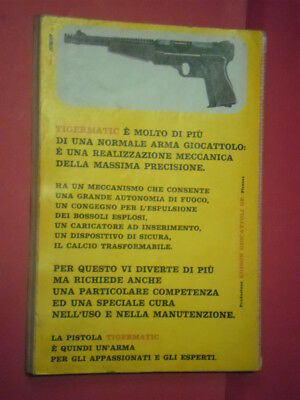 TIGERMATIC È MOLTO DI PIÙ
DI UNA NORMALE ARMA GIOCATTOLO:
È UNA REALIZZAZIONE MECCANICA
DELLA MASSIMA PRECISIONE.
HA UN MECCANISMO CHE CONSENTE
UNA GRANDE AUTONOMIA DI FUOCO,
UN CONGEGNO PER L'ESPULSIONE
DEI BOSSOLI ESPLOSI,
UN CARICATORE AD INSERIMENTO,
UN DISPOSITIVO DI SICURA,
IL CALCIO TRASFORMABILE.
PER QUESTO VI DIVERTE DI PIÙ
MA RICHIEDE ANCHE
UNA PARTICOLARE COMPETENZA
ED UNA SPECIALE CURA
NELL'USO E NELLA MANUTENZIONE.
LA PISTOLA TIGERMATIC
È QUINDI UN'ARMA
PER GLI APPASSIONATI E GLI ESPERTI.
Produzione EDISON GIOCATTOLI